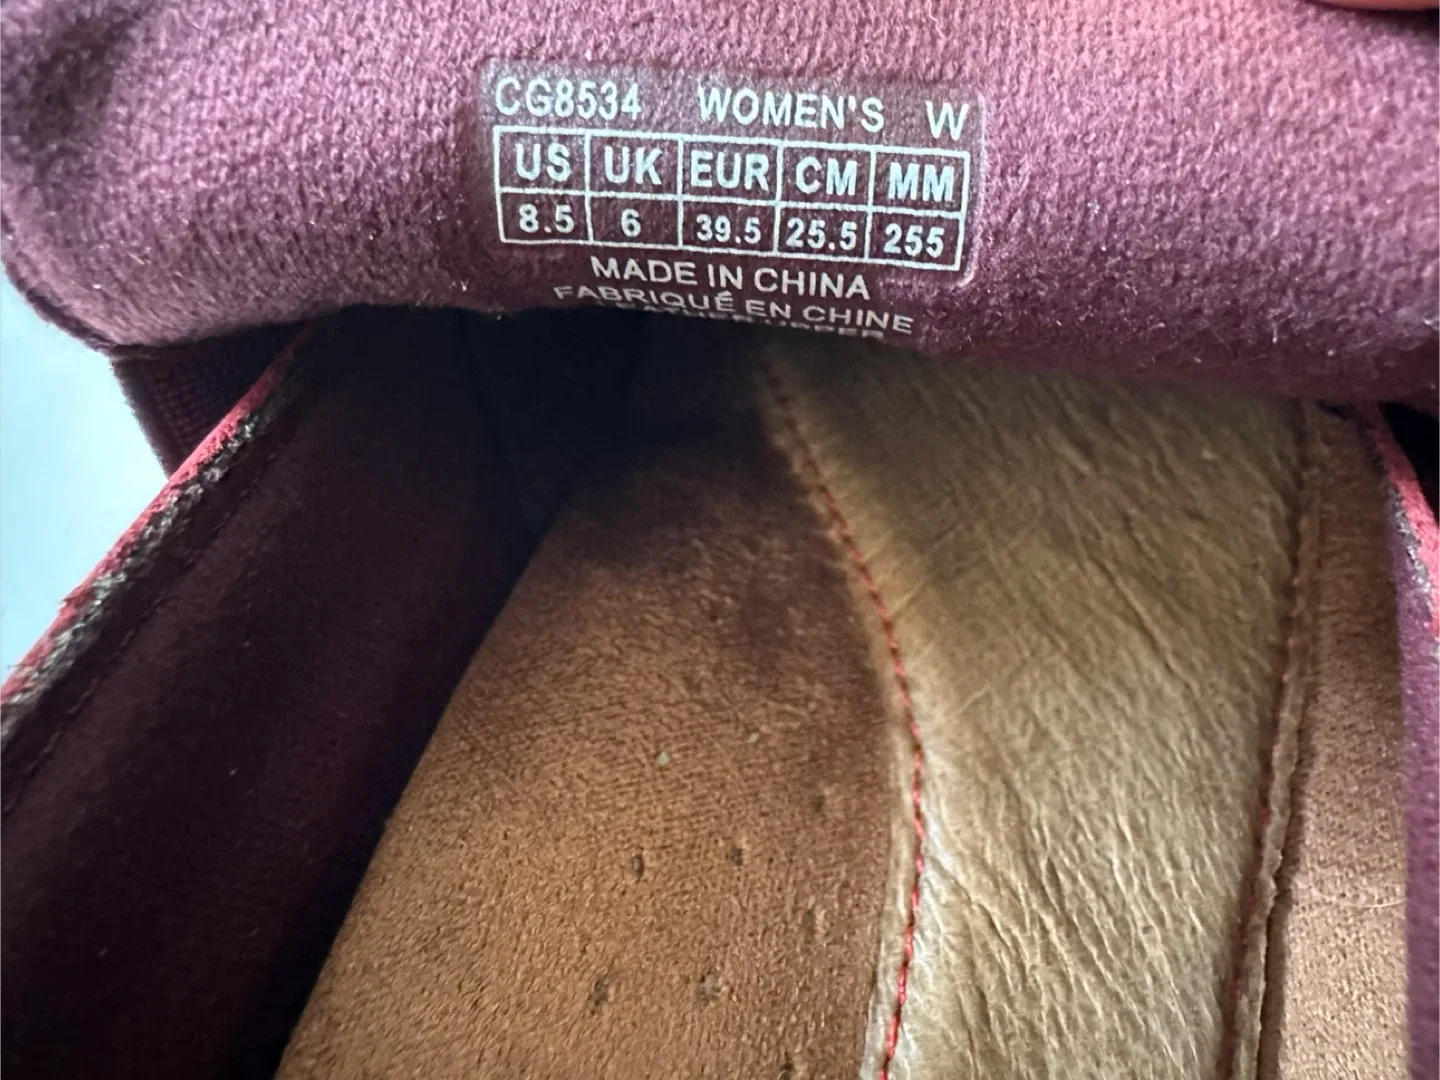 CG8534 WOMEN'S W
US UK EUR CM MM
8.5 6 39.5 25.5 255
MADE IN CHINA
FABRIQUÉ EN CHINE
UPPER